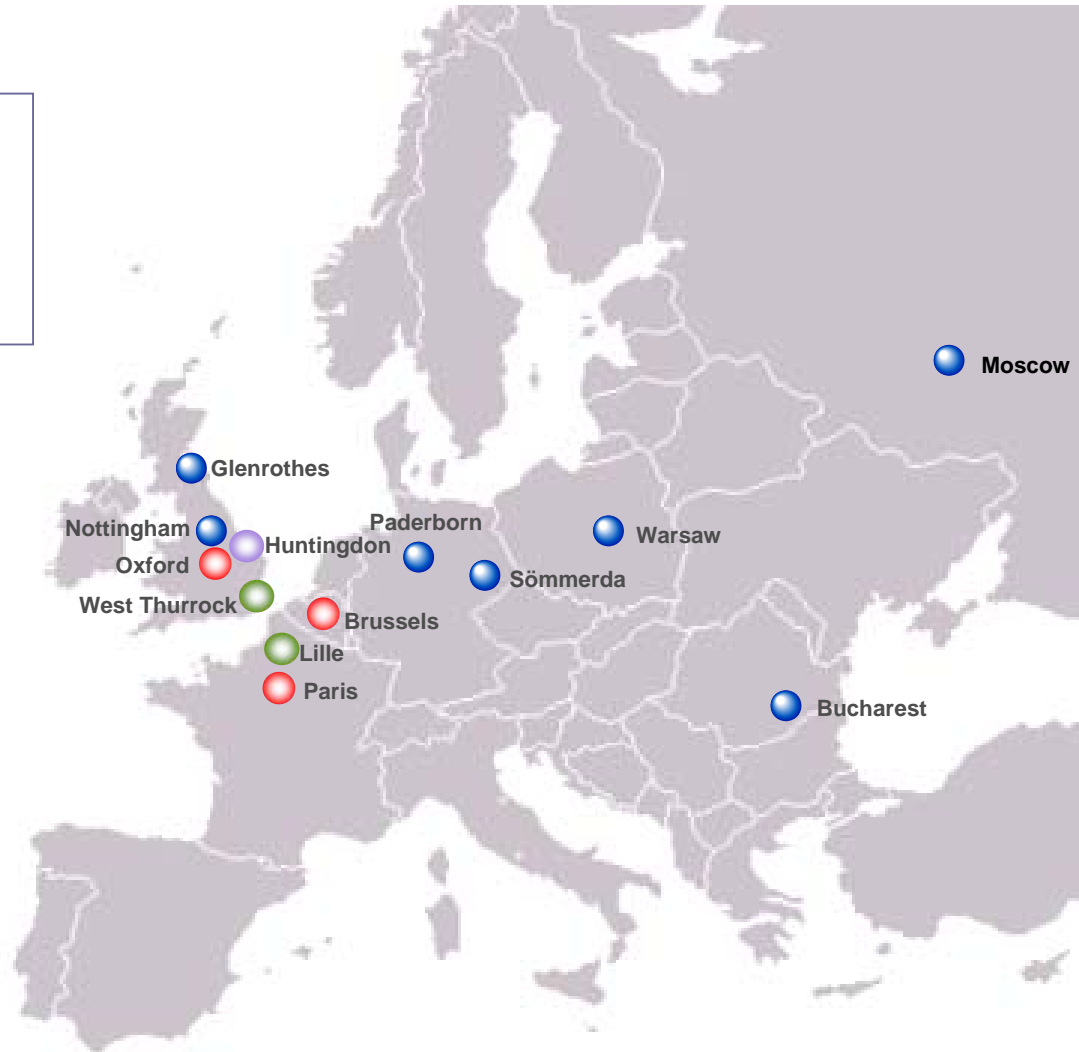 Moscow
Glenrothes
Paderborn
Nottingham
Warsaw
Huntingdon
Oxford
Sömmerda
West Thurrock
Brussels
Lille
Paris
Bucharest